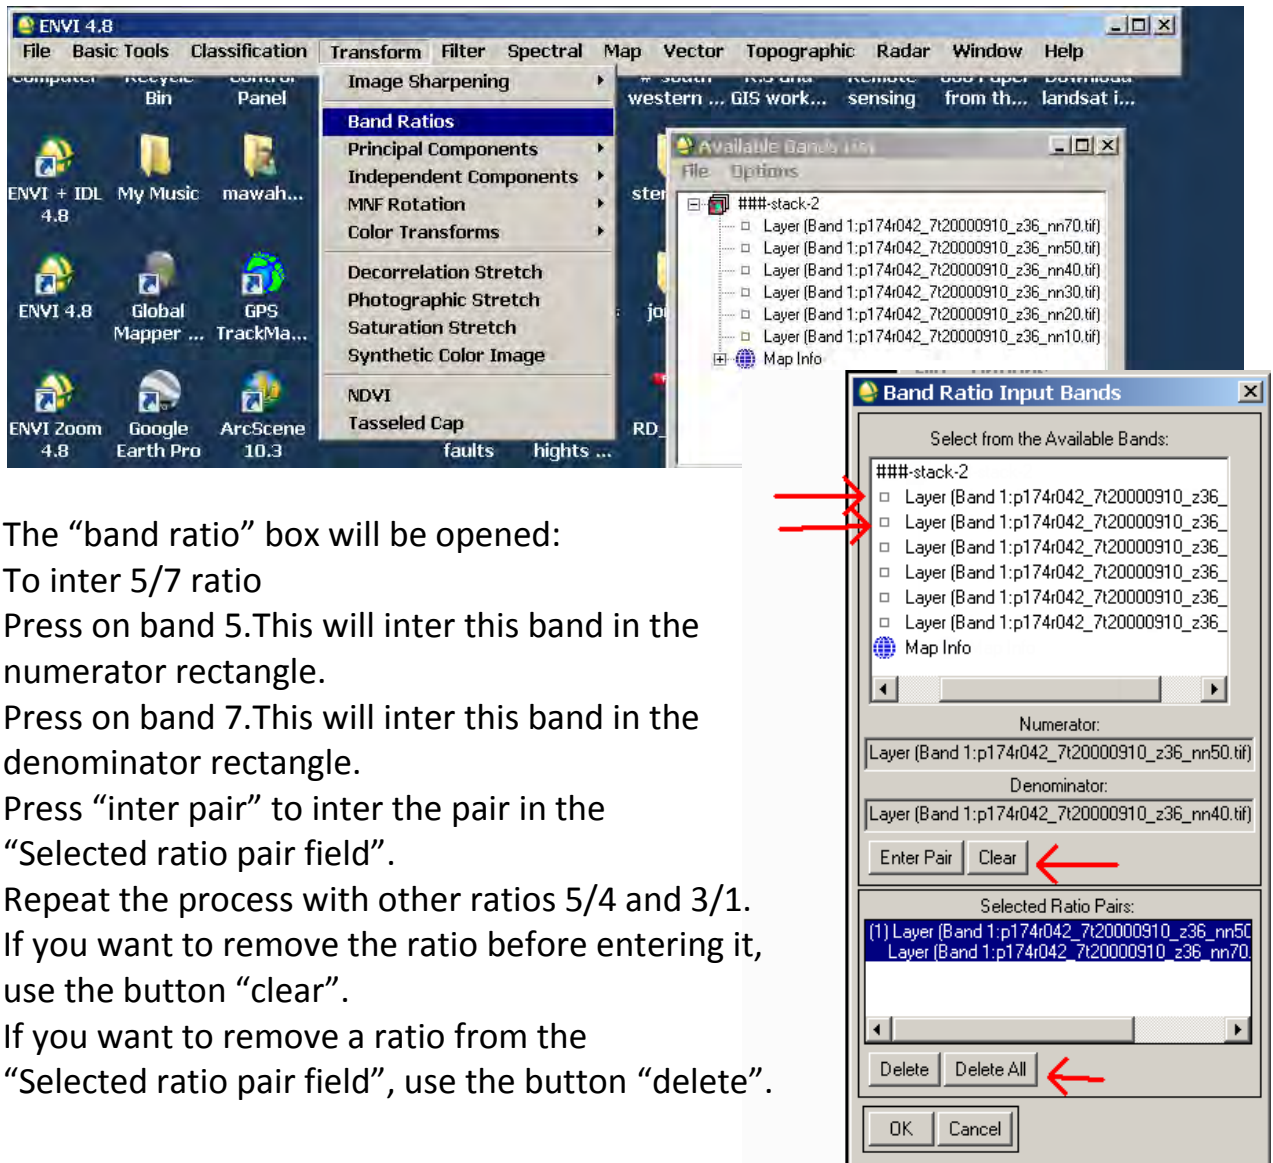 ENVI 4.8
File Basic Tools Classification Transform Filter Spectral Map Vector Topographic Radar Window Help
Computer Recycle Control # south R.S and Remote Download
Bin Panel western ... GIS work... sensing from th... landsat i...
Image Sharpening
Band Ratios
Principal Components
Independent Components
MNF Rotation
Color Transforms
Decorrelation Stretch
Photographic Stretch
Saturation Stretch
Synthetic Color Image
NDVI
Tasseled Cap
ENVI + IDL 4.8
My Music
mawah...
ENVI 4.8
Global Mapper ...
GPS TrackMa...
ENVI Zoom 4.8
Google Earth Pro
ArcScene 10.3
faults
hights ...
RD_
Available Bands List
File Options
###-stack-2
Layer (Band 1:p174r042_7t20000910_z36_nn70.tif)
Layer (Band 1:p174r042_7t20000910_z36_nn50.tif)
Layer (Band 1:p174r042_7t20000910_z36_nn40.tif)
Layer (Band 1:p174r042_7t20000910_z36_nn30.tif)
Layer (Band 1:p174r042_7t20000910_z36_nn20.tif)
Layer (Band 1:p174r042_7t20000910_z36_nn10.tif)
Map Info
Band Ratio Input Bands
Select from the Available Bands:
###-stack-2
Layer (Band 1:p174r042_7t20000910_z36_
Layer (Band 1:p174r042_7t20000910_z36_
Layer (Band 1:p174r042_7t20000910_z36_
Layer (Band 1:p174r042_7t20000910_z36_
Layer (Band 1:p174r042_7t20000910_z36_
Layer (Band 1:p174r042_7t20000910_z36_
Map Info
Numerator:
Layer (Band 1:p174r042_7t20000910_z36_nn50.tif)
Denominator:
Layer (Band 1:p174r042_7t20000910_z36_nn40.tif)
Enter Pair Clear
Selected Ratio Pairs:
(1) Layer (Band 1:p174r042_7t20000910_z36_nn50
Layer (Band 1:p174r042_7t20000910_z36_nn70.
Delete Delete All
OK Cancel
The “band ratio” box will be opened:
To inter 5/7 ratio
Press on band 5.This will inter this band in the
numerator rectangle.
Press on band 7.This will inter this band in the
denominator rectangle.
Press “inter pair” to inter the pair in the
“Selected ratio pair field”.
Repeat the process with other ratios 5/4 and 3/1.
If you want to remove the ratio before entering it,
use the button “clear”.
If you want to remove a ratio from the
“Selected ratio pair field”, use the button “delete”.